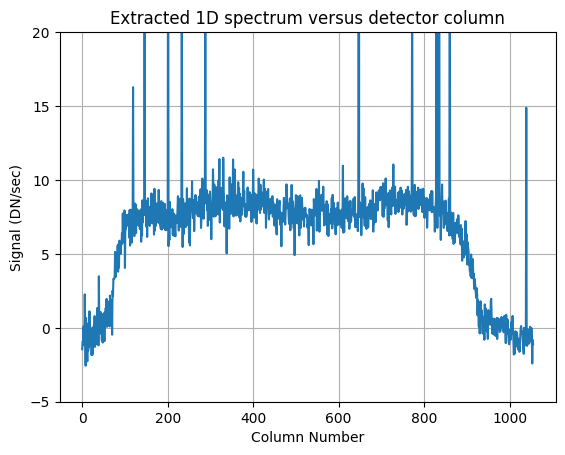 Extracted 1D spectrum versus detector column
20
15
10
5
0
−5
Signal (DN/sec)
0 200 400 600 800 1000
Column Number